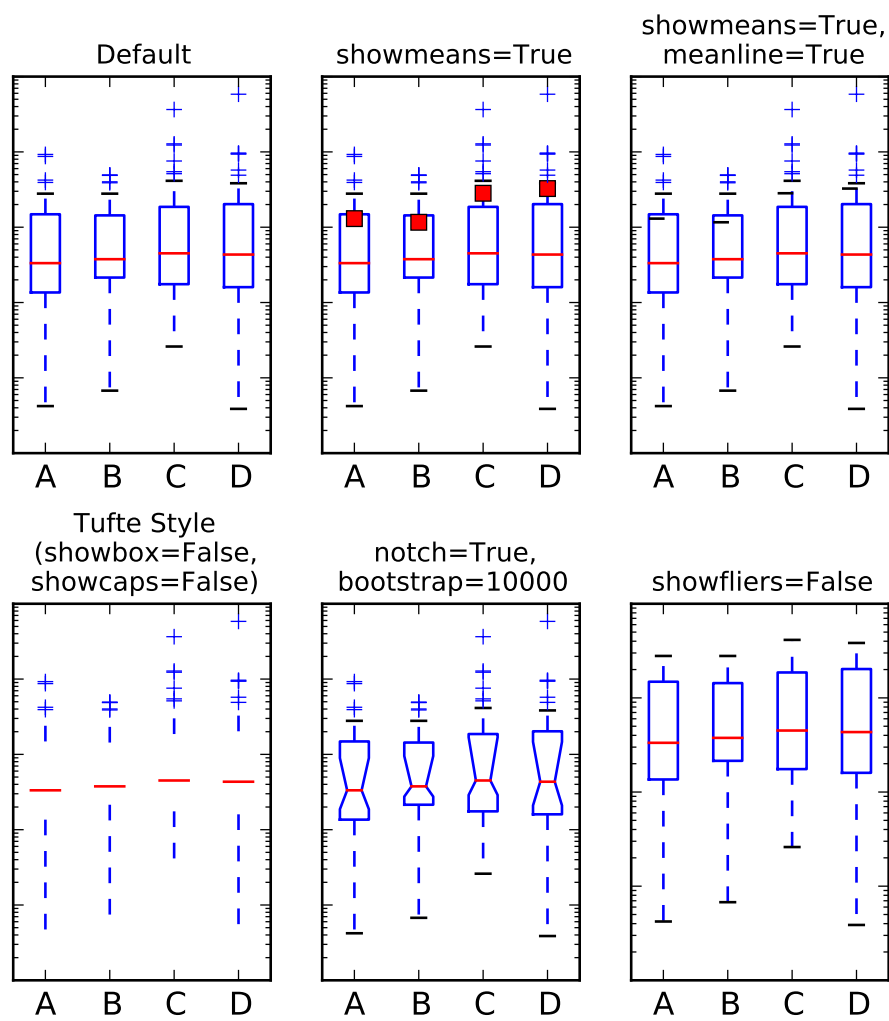 Default
A B C D
showmeans=True
A B C D
showmeans=True,
meanline=True
A B C D
Tufte Style
(showbox=False,
showcaps=False)
A B C D
notch=True,
bootstrap=10000
A B C D
showfliers=False
A B C D